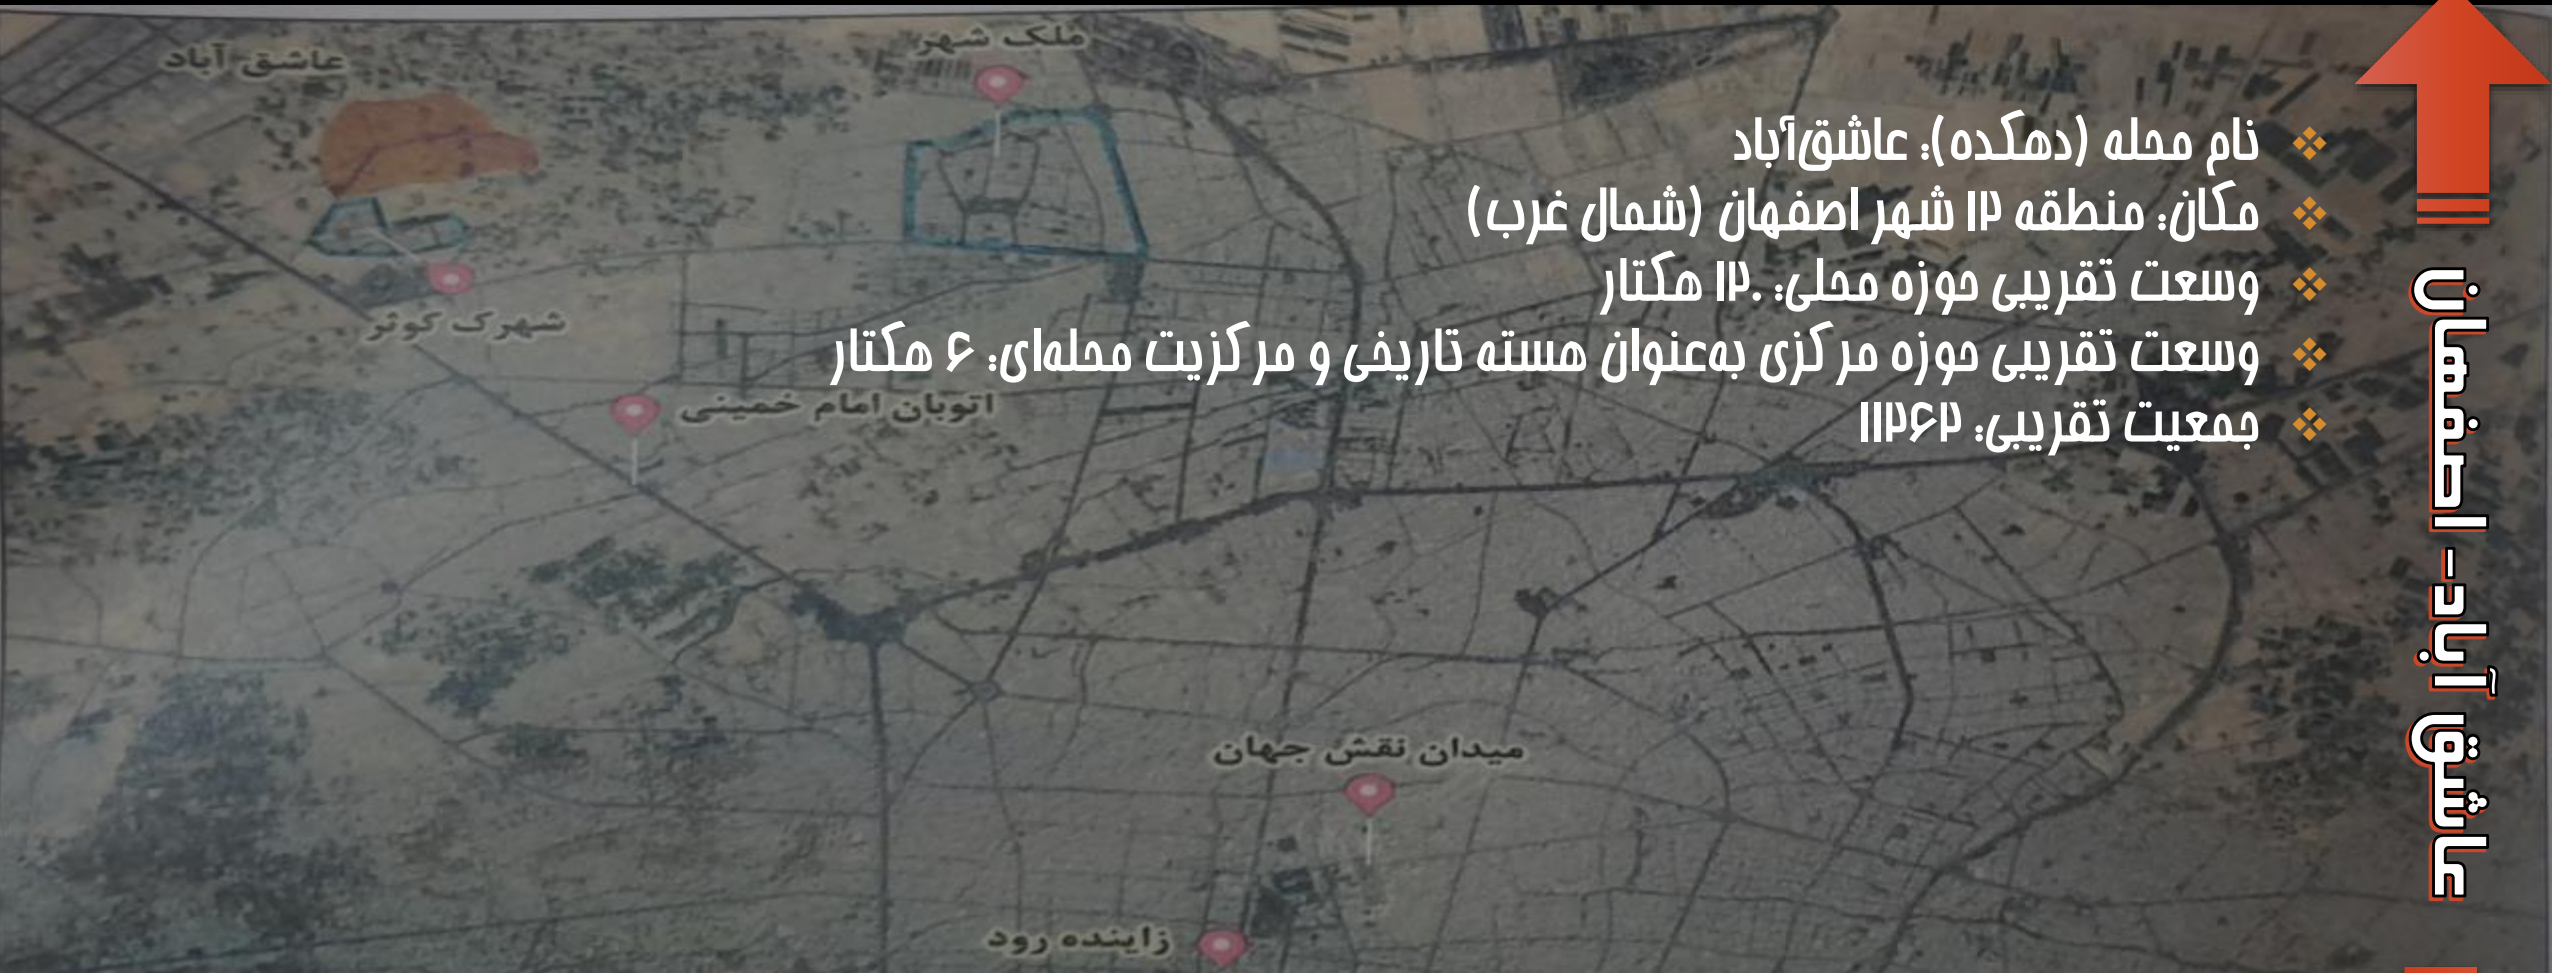 عاشق آباد
ملک شهر
نام محله (دهکده): عاشق‌آباد
مکان: منطقه ۱۲ شهر اصفهان (شمال غرب)
وسعت تقریبی حوزه محلی: ۱۲۰ هکتار
وسعت تقریبی حوزه مرکزی به‌عنوان هسته تاریخی و مرکزیت محله‌ای: ۶ هکتار
جمعیت تقریبی: ۱۱۲۶۲
شهرک کوثر
اتوبان امام خمینی
میدان نقش جهان
زاینده رود
عاشق آباد- اصفهان